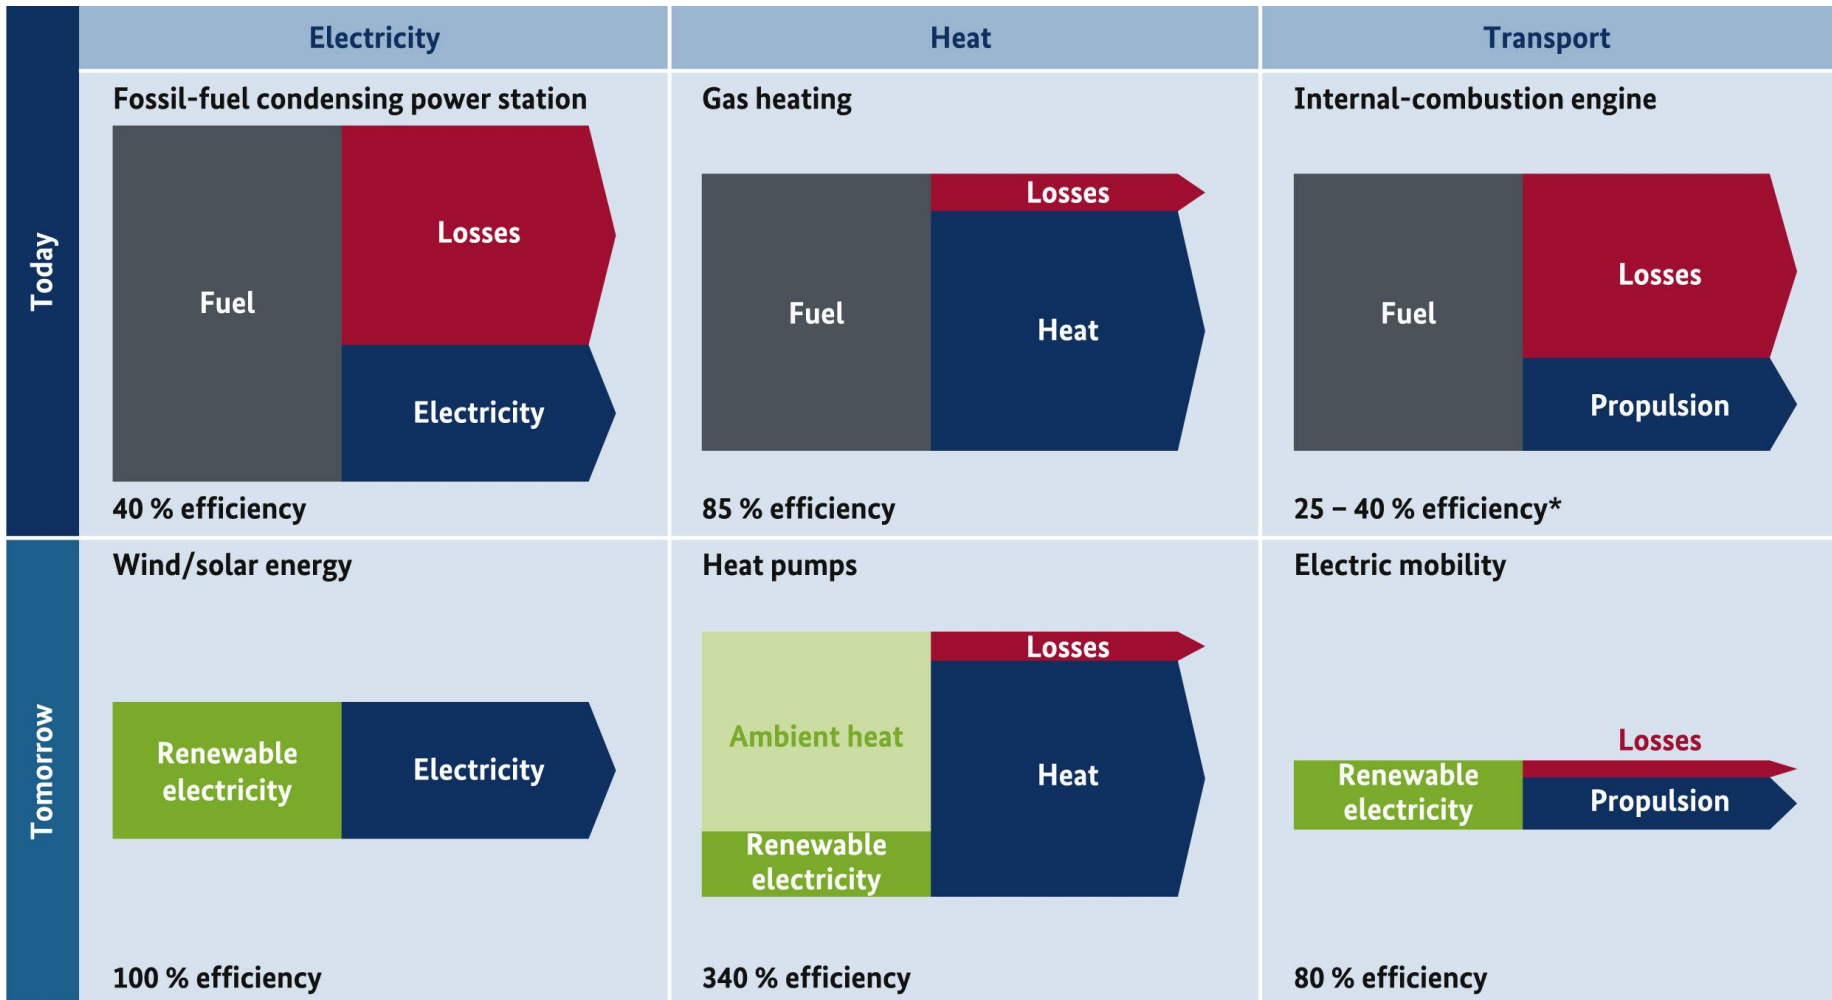 Electricity
Heat
Transport
Today
Fossil-fuel condensing power station
Fuel
Losses
Electricity
40 % efficiency
Gas heating
Fuel
Losses
Heat
85 % efficiency
Internal-combustion engine
Fuel
Losses
Propulsion
25 – 40 % efficiency*
Tomorrow
Wind/solar energy
Renewable
electricity
Electricity
100 % efficiency
Heat pumps
Ambient heat
Renewable
electricity
Losses
Heat
340 % efficiency
Electric mobility
Renewable
electricity
Losses
Propulsion
80 % efficiency